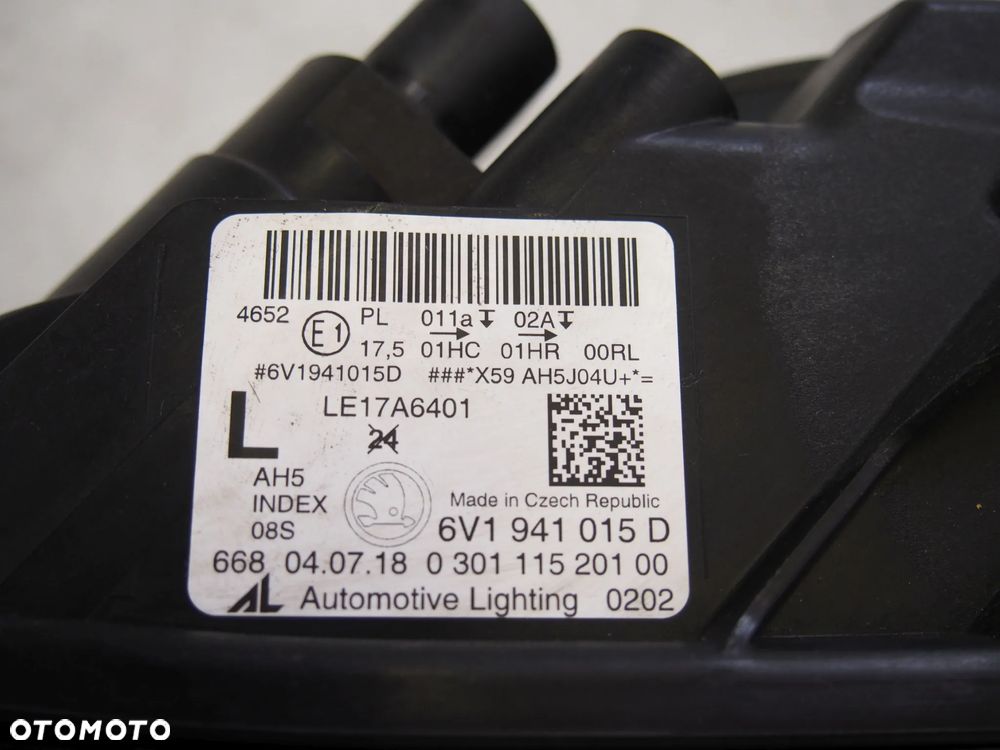 4652 E1 PL 011a 02A
17,5 01HC 01HR 00RL
#6V1941015D ###*X59 AH5J04U+*=
L LE17A6401
24
AH5
INDEX
08S
Made in Czech Republic
6V1 941 015 D
668 04.07.18 0 301 115 201 00
AL Automotive Lighting 0202
OTOMOTO